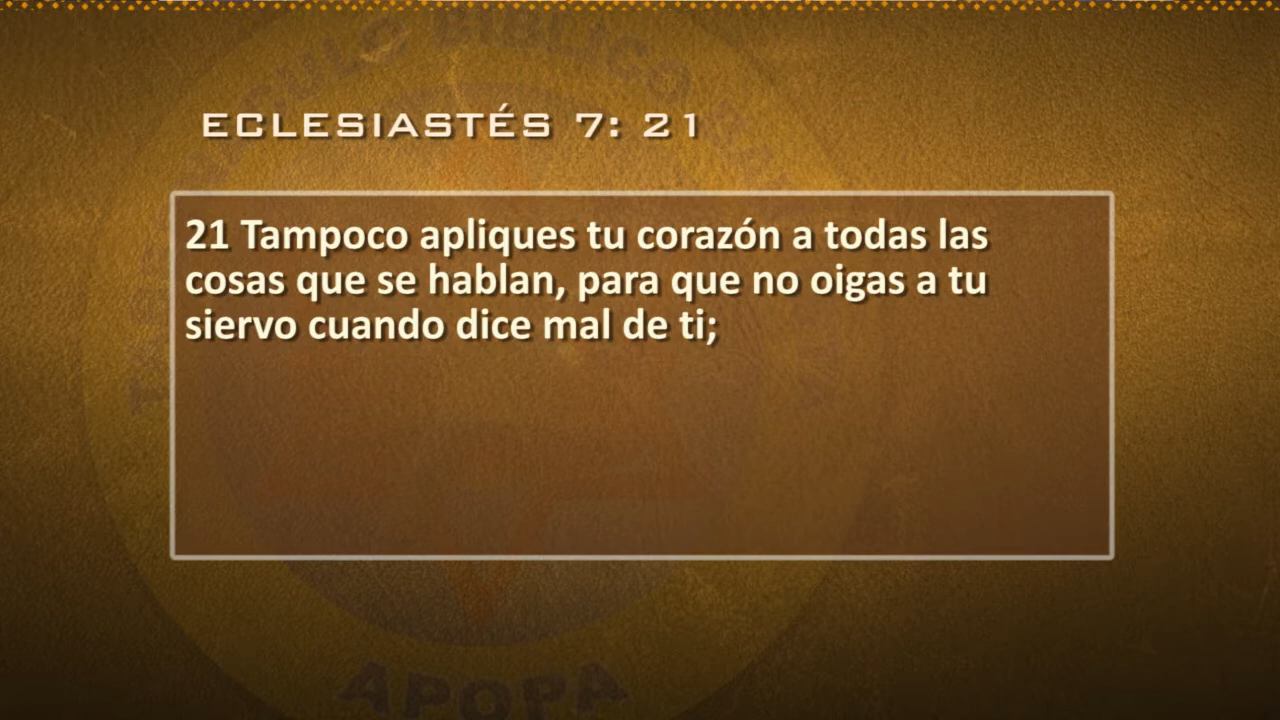 ECLESIASTÉS 7: 21
21 Tampoco apliques tu corazón a todas las
cosas que se hablan, para que no oigas a tu
siervo cuando dice mal de ti;
APOPA